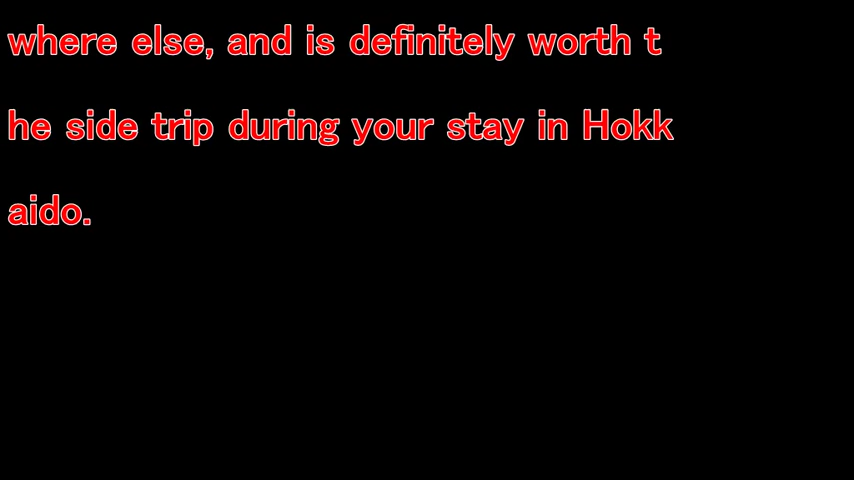 where else, and is definitely worth t
he side trip during your stay in Hokk
aido.